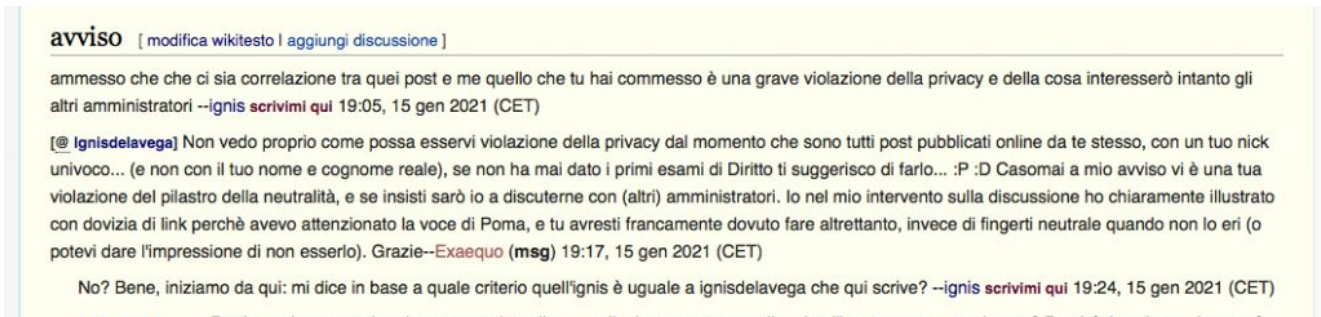 avviso [ modifica wikitesto | aggiungi discussione ]
ammesso che che ci sia correlazione tra quei post e me quello che tu hai commesso è una grave violazione della privacy e della cosa interesserò intanto gli
altri amministratori --ignis scrivimi qui 19:05, 15 gen 2021 (CET)
[@ Ignisdelavega] Non vedo proprio come possa esservi violazione della privacy dal momento che sono tutti post pubblicati online da te stesso, con un tuo nick
univoco... (e non con il tuo nome e cognome reale), se non ha mai dato i primi esami di Diritto ti suggerisco di farlo... :P :D Casomai a mio avviso vi è una tua
violazione del pilastro della neutralità, e se insisti sarò io a discuterne con (altri) amministratori. Io nel mio intervento sulla discussione ho chiaramente illustrato
con dovizia di link perchè avevo attenzionato la voce di Poma, e tu avresti francamente dovuto fare altrettanto, invece di fingerti neutrale quando non lo eri (o
potevi dare l'impressione di non esserlo). Grazie--Exaequo (msg) 19:17, 15 gen 2021 (CET)
No? Bene, iniziamo da qui: mi dice in base a quale criterio quell'ignis è uguale a ignisdelavega che qui scrive? --ignis scrivimi qui 19:24, 15 gen 2021 (CET)